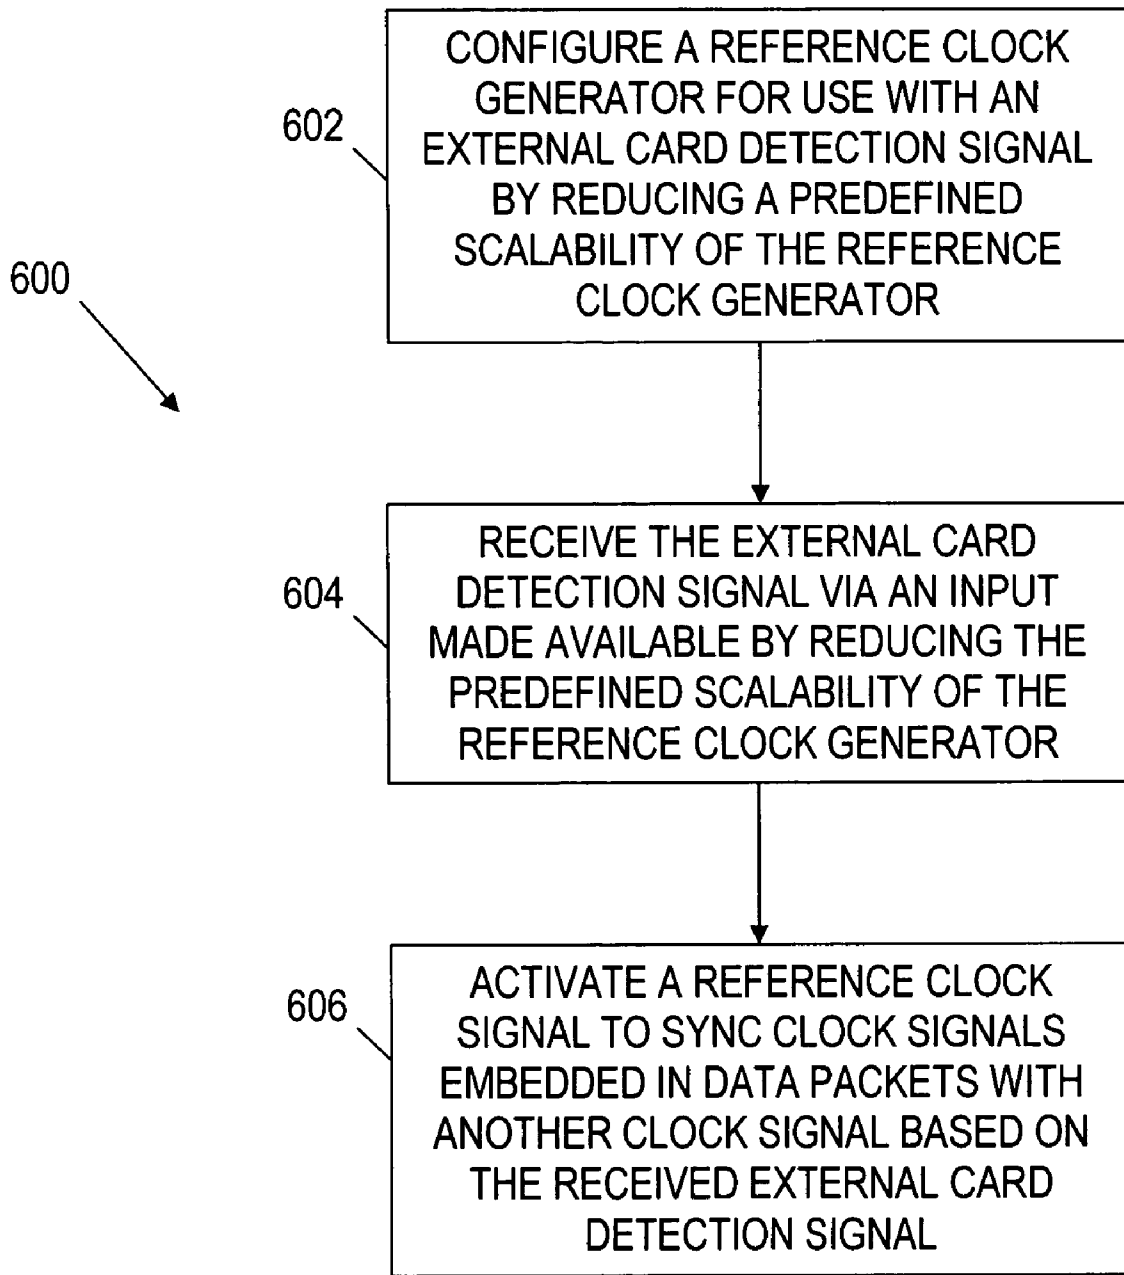 602
CONFIGURE A REFERENCE CLOCK
GENERATOR FOR USE WITH AN
EXTERNAL CARD DETECTION SIGNAL
BY REDUCING A PREDEFINED
SCALABILITY OF THE REFERENCE
CLOCK GENERATOR
600
604
RECEIVE THE EXTERNAL CARD
DETECTION SIGNAL VIA AN INPUT
MADE AVAILABLE BY REDUCING THE
PREDEFINED SCALABILITY OF THE
REFERENCE CLOCK GENERATOR
606
ACTIVATE A REFERENCE CLOCK
SIGNAL TO SYNC CLOCK SIGNALS
EMBEDDED IN DATA PACKETS WITH
ANOTHER CLOCK SIGNAL BASED ON
THE RECEIVED EXTERNAL CARD
DETECTION SIGNAL